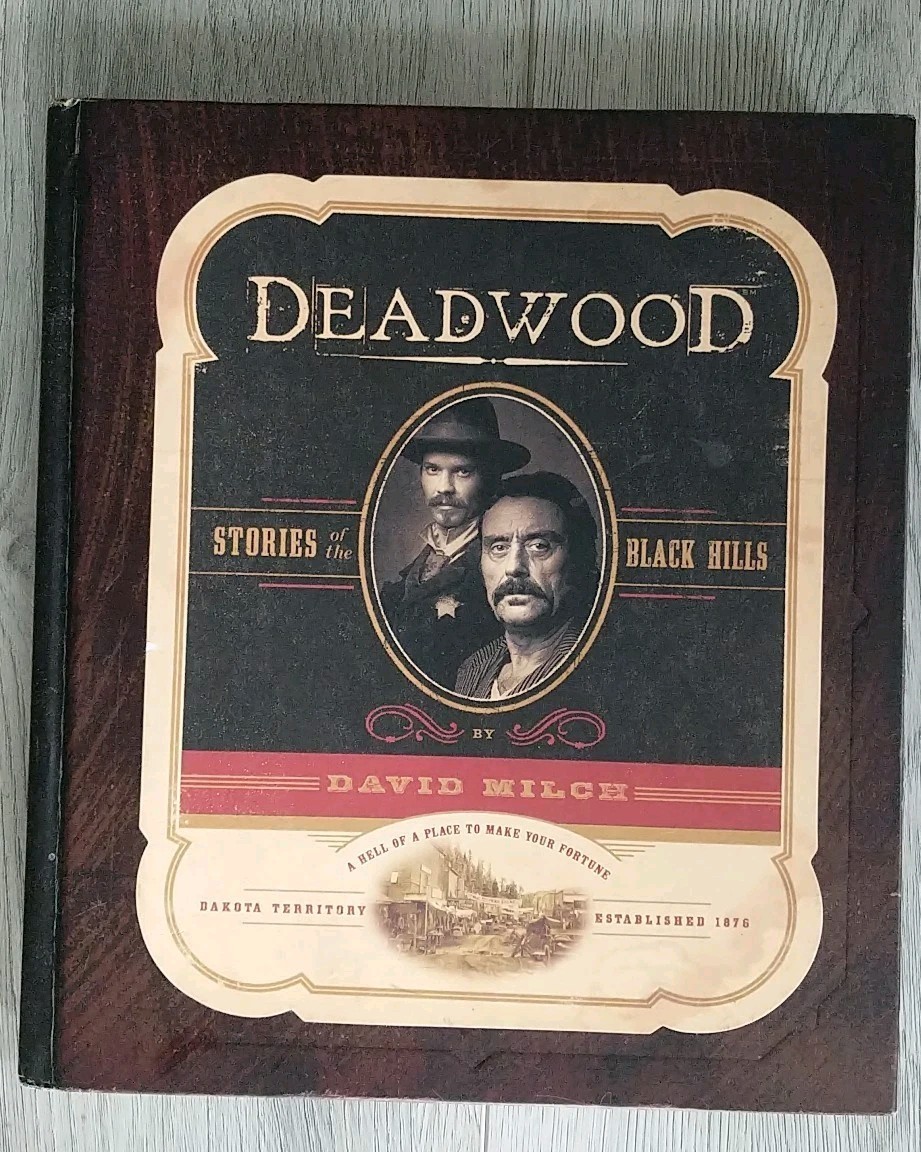 DEADWOOD℠
STORIES of the BLACK HILLS
BY
DAVID MILCH
A HELL OF A PLACE TO MAKE YOUR FORTUNE
DAKOTA TERRITORY ESTABLISHED 1876